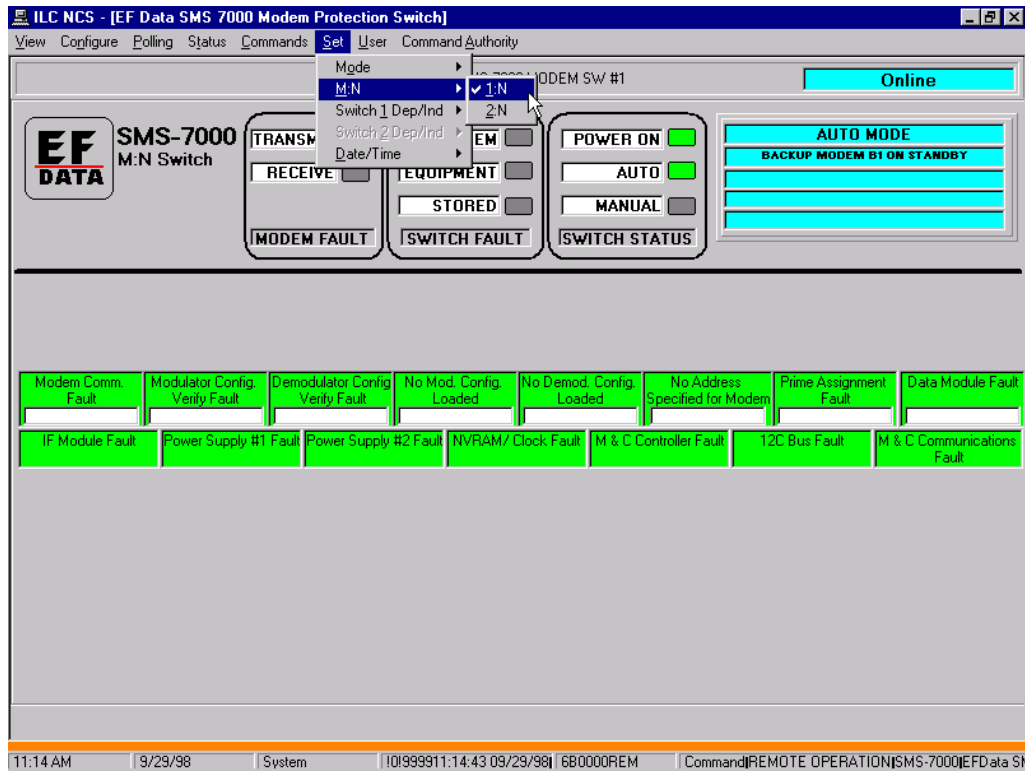 ILC NCS - [EF Data SMS 7000 Modem Protection Switch]
View Configure Polling Status Commands Set User Command Authority
MODEM SW #1
Online
Mode
M:N
Switch 1 Dep/Ind
Switch 2 Dep/Ind
Date/Time
1:N
2:N
EF DATA
SMS-7000
M:N Switch
TRANSM
RECEIVE
MODEM FAULT
EM
EQUIPMENT
STORED
SWITCH FAULT
POWER ON
AUTO
MANUAL
SWITCH STATUS
AUTO MODE
BACKUP MODEM B1 ON STANDBY
Modem Comm. Fault
Modulator Config. Verify Fault
Demodulator Config Verify Fault
No Mod. Config. Loaded
No Demod. Config. Loaded
No Address Specified for Modem
Prime Assignment Fault
Data Module Fault
IF Module Fault
Power Supply #1 Fault
Power Supply #2 Fault
NVRAM/ Clock Fault
M & C Controller Fault
12C Bus Fault
M & C Communications Fault
11:14 AM 9/29/98 System !0!999911:14:43 09/29/98 6B0000REM Command REMOTE OPERATION SMS-7000 EFData S